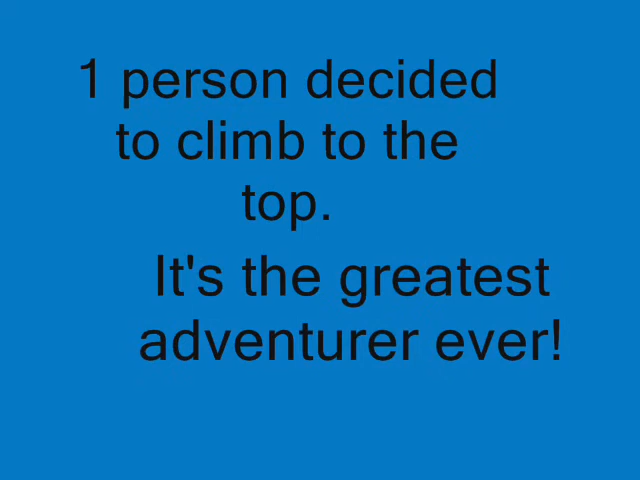 1 person decided
to climb to the
top.
It's the greatest
adventurer ever!